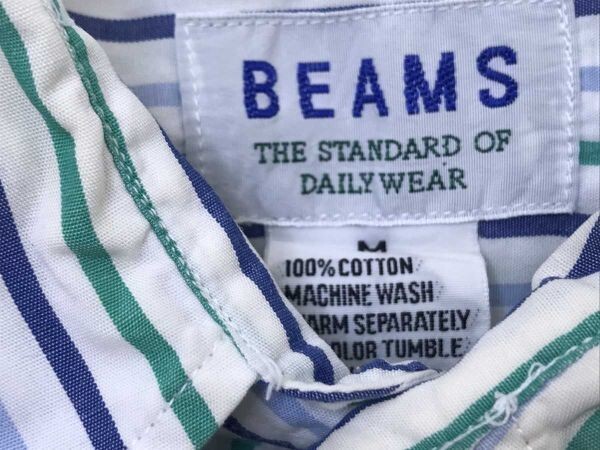 BEAMS
THE STANDARD OF
DAILY WEAR
M
100% COTTON
MACHINE WASH
SEPARATELY
TUMBLE